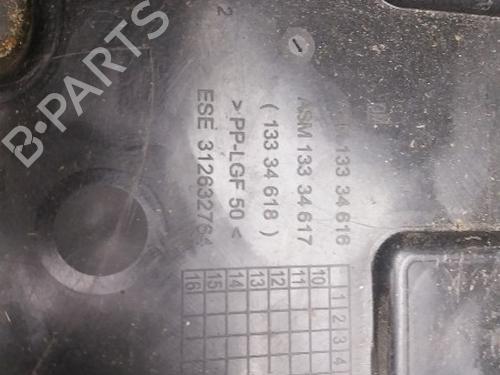 2
( 133 34 616
ASM 133 34 617
( 133 34 618 )
> PP-LGF 50 <
ESE 312632764
10 11 12 13 14 15 16
1 2 3 4
B-PARTS